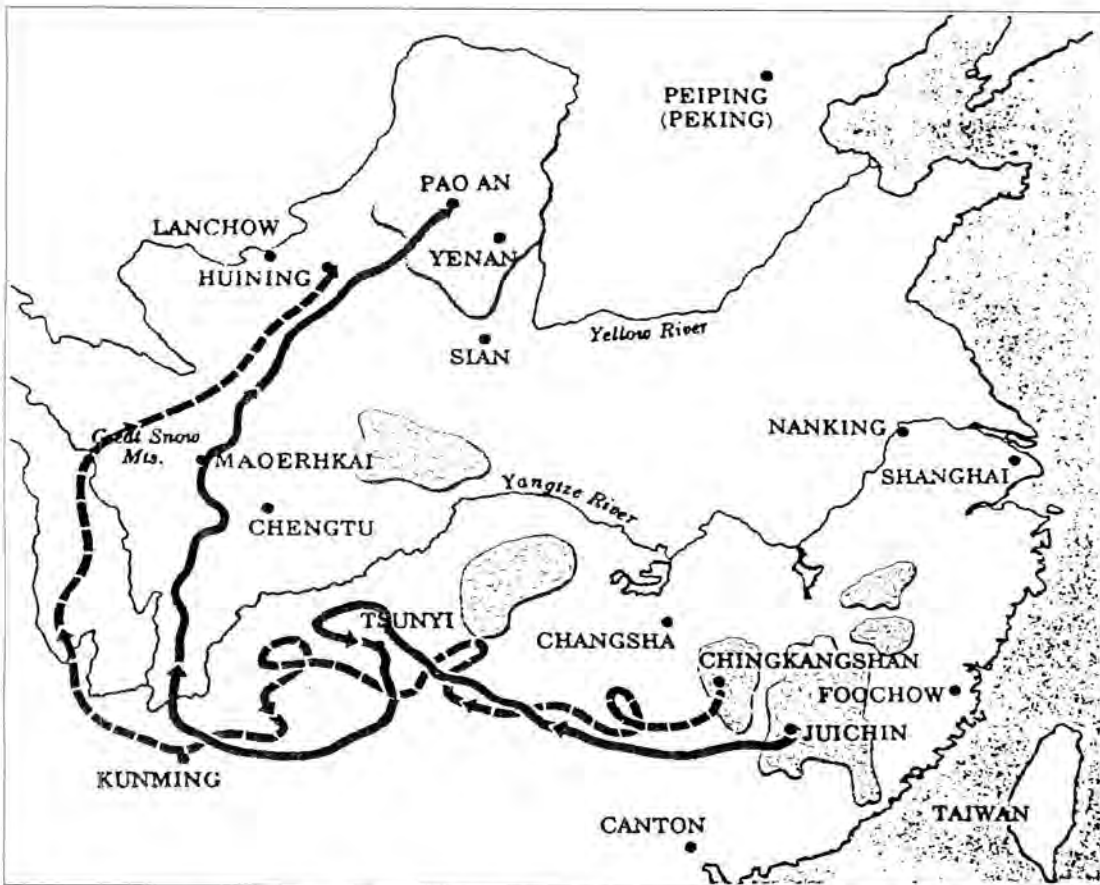 PEIPING
(PEKING)
PAO AN
LANCHOW
YENAN
HUINING
Yellow River
SIAN
Great Snow
Mts.
NANKING
MAOERHKAI
SHANGHAI
Yangtze River
CHENGTU
TSUNYI
CHANGSHA
CHINGKANGSHAN
FOOCHOW
JUICHIN
KUNMING
TAIWAN
CANTON